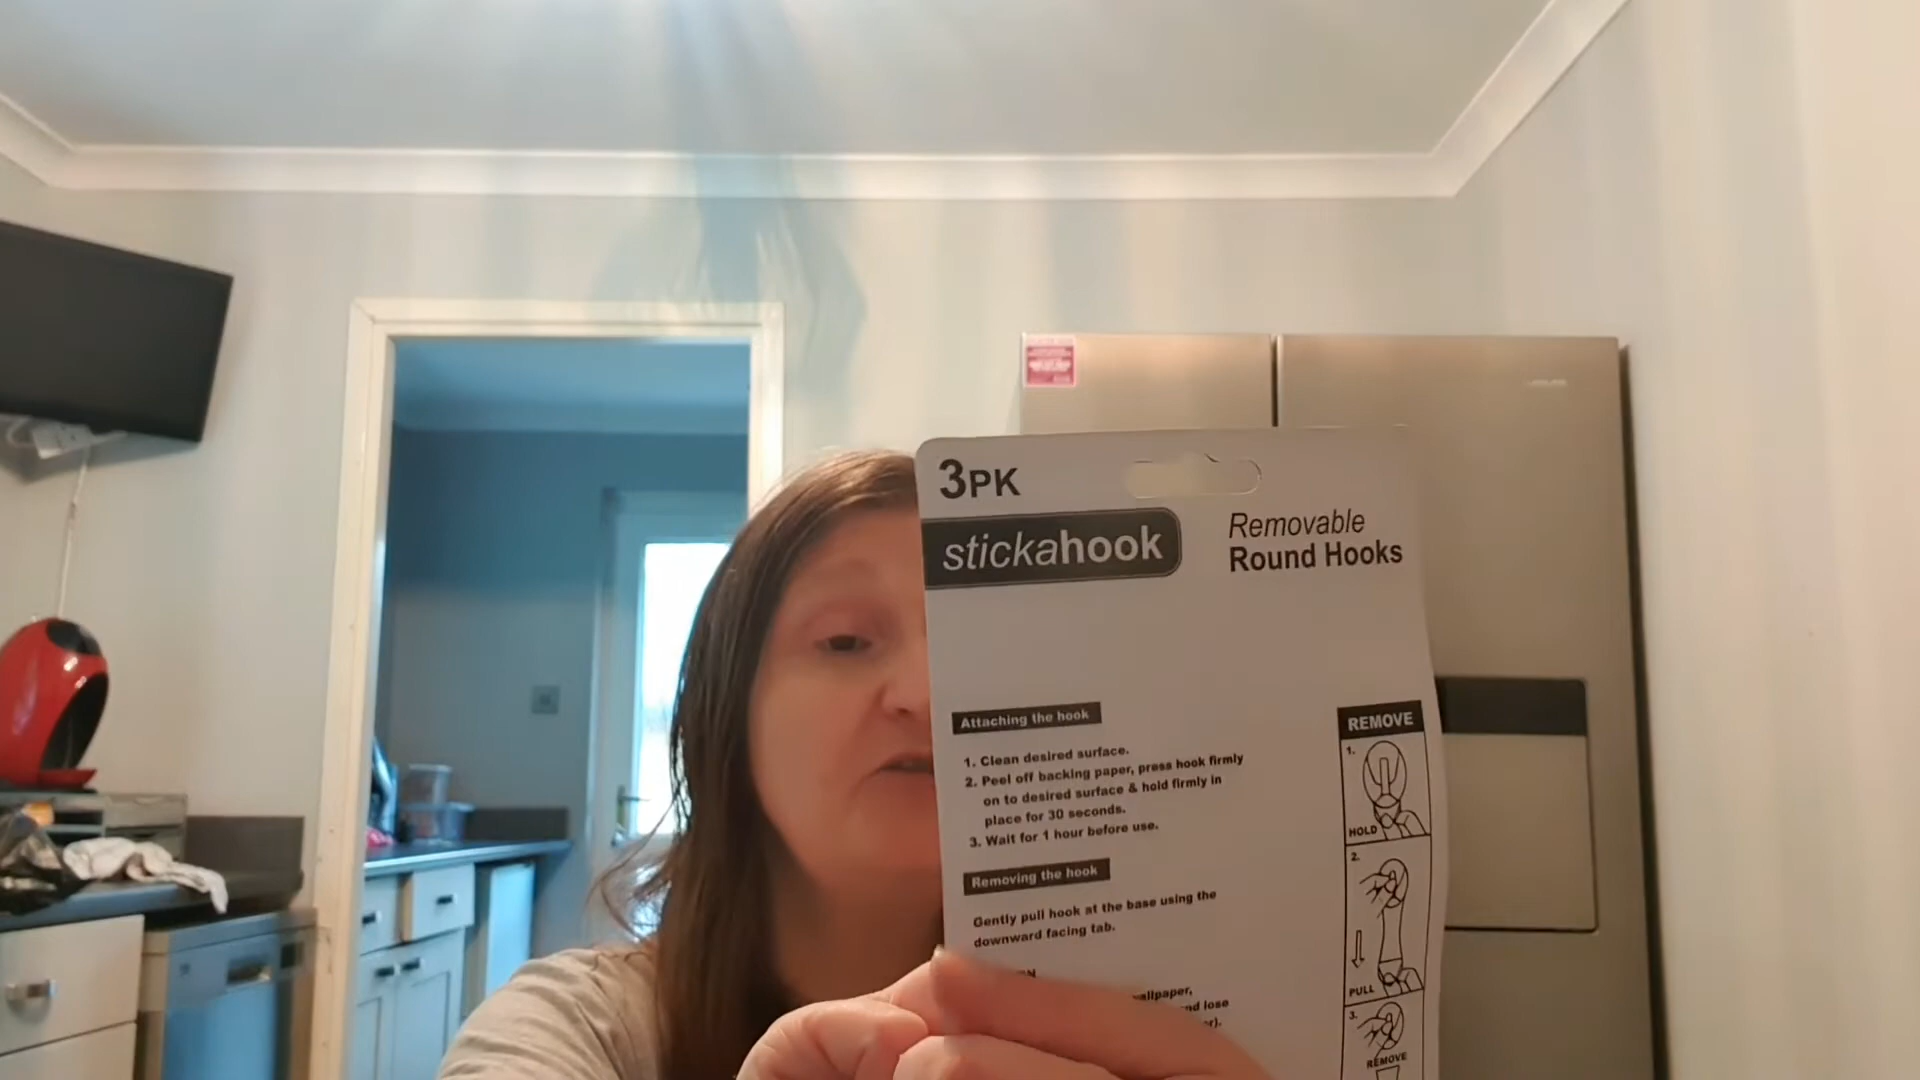 3PK
stickahook
Removable
Round Hooks
Attaching the hook
1. Clean desired surface.
2. Peel off backing paper, press hook firmly
on to desired surface & hold firmly in
place for 30 seconds.
3. Wait for 1 hour before use.
Removing the hook
Gently pull hook at the base using the
downward facing tab.
REMOVE
1.
HOLD
2.
PULL
3.
REMOVE